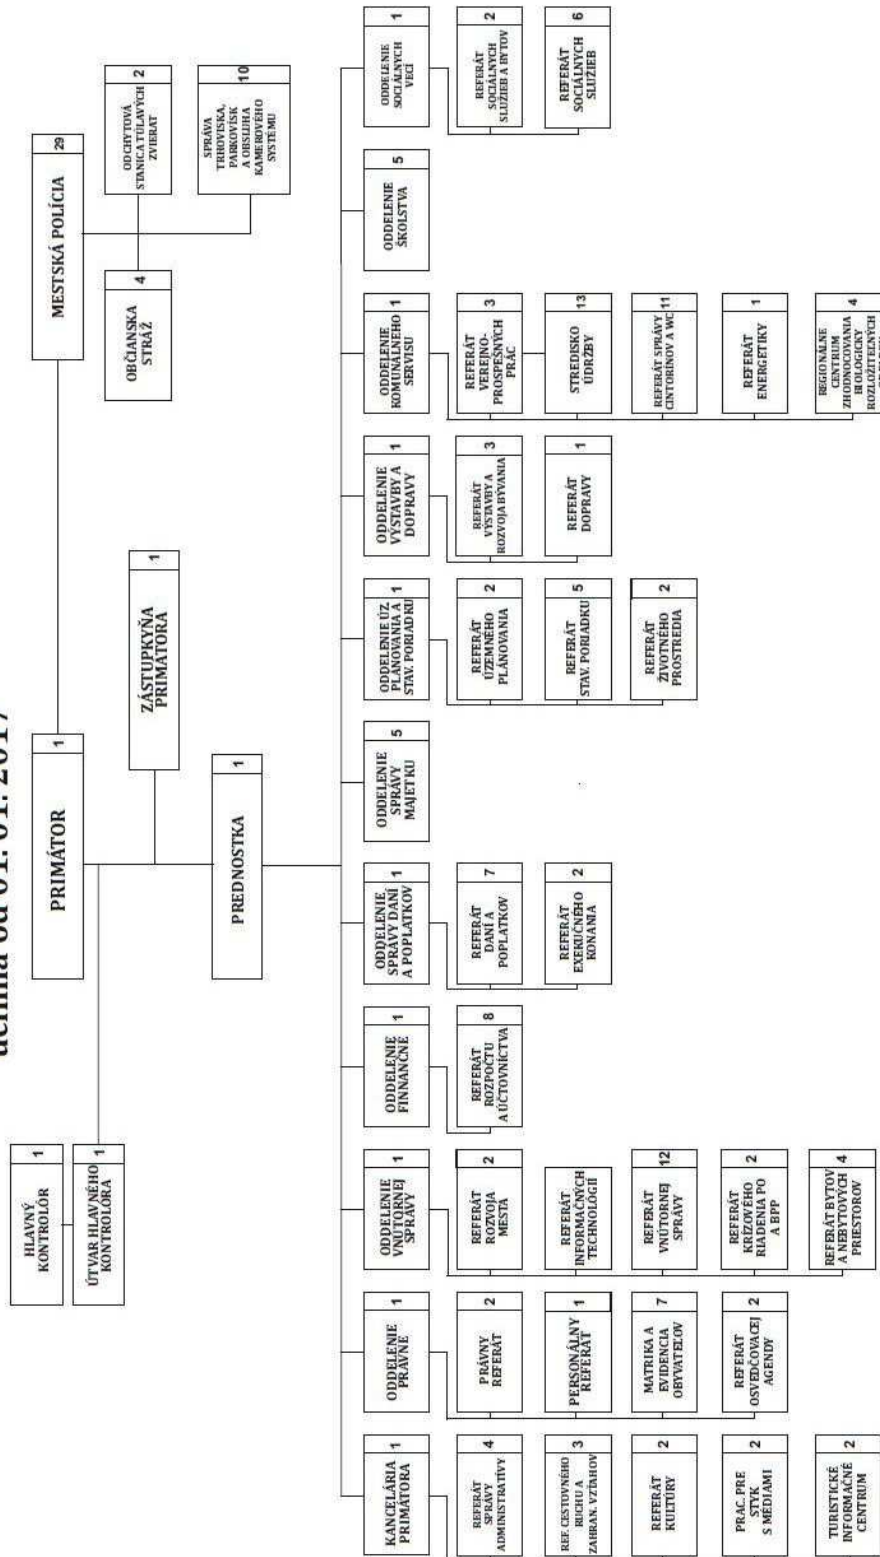 účinná od 01. 01. 2017
HLAVNÝ
KONTROLÓR
1
ÚTVAR HLAVNÉHO
KONTROLÓRA
1
PRIMÁTOR
1
MESTSKÁ POLÍCIA
29
ZÁSTUPKYŇA
PRIMÁTORA
1
OBČIANSKA
STRÁŽ
4
ODCHYTOVÁ
STANICA TÚLAVÝCH
ZVIERAT
2
SPRÁVA
TRHOVISKA,
PARKOVÍSK
A OBSLUHA
KAMEROVÉHO
SYSTÉMU
10
PREDNOSTKA
1
KANCELÁRIA
PRIMÁTORA
1
REFERÁT
SPRÁVY
ADMINISTRATÍVY
4
REF. CESTOVNÉHO
RUCHU A
ZAHRAN. VZŤAHOV
3
REFERÁT
KULTURY
2
PRAC. PRE
STYK
S MÉDIAMI
2
TURISTICKÉ
INFORMAČNÉ
CENTRUM
2
ODDELENIE
PRÁVNE
1
PRÁVNY
REFERÁT
2
PERSONÁLNY
REFERÁT
1
MATRIKA A
EVIDENCIA
OBYVATEĽOV
7
REFERÁT
OSVEDČOVACEJ
AGENDY
2
ODDELENIE
VNÚTORNEJ
SPRÁVY
1
REFERÁT
ROZVOJA
MESTA
2
REFERÁT
INFORMAČNÝCH
TECHNOLÓGIÍ
REFERÁT
VNÚTORNEJ
SPRÁVY
12
REFERÁT
KRÍZOVÉHO
RIADENIA PO
A BPP
2
REFERÁT BYTOV
A NEBYTOVÝCH
PRIESTOROV
4
ODDELENIE
FINNANČNÉ
1
REFERÁT
ROZPOČTU
A ÚČTOVNÍCTVA
8
ODDELENIE
SPRÁVY DANÍ
A POPLATKOV
1
REFERÁT
DANÍ A
POPLATKOV
7
REFERÁT
EXEKUČNÉHO
KONANIA
2
ODDELENIE
SPRÁVY
MAJETKU
5
ODDELENIE ÚZ.
PLÁNOVANIA A
STAV. PORIADKU
1
REFERÁT
ÚZEMNÉHO
PLÁNOVANIA
2
REFERÁT
STAV. PORIADKU
5
REFERÁT
ŽIVOTNÉHO
PROSTREDIA
2
ODDELENIE
VÝSTAVBY A
DOPRAVY
1
REFERÁT
VÝSTAVBY A
ROZVOJA BÝVANIA
3
REFERÁT
DOPRAVY
1
ODDELENIE
KOMUNÁLNEHO
SERVISU
1
REFERÁT
VEREJNO-
PROSPEŠNÝCH
PRÁC
3
STREDISKO
ÚDRŽBY
13
REFERÁT SPRÁVY
CINTORÍNOV A WC
11
REFERÁT
ENERGETIKY
1
REGIONÁLNE
CENTRUM
ZHODNOCOVANIA
BIOLOGICKY
ROZLOŽITEĽNÝCH
4
ODDELENIE
ŠKOLSTVA
5
ODDELENIE
SOCIÁLNYCH
VECÍ
1
REFERÁT
SOCIÁLNYCH
SLUŽIEB A BYTOV
2
REFERÁT
SOCIÁLNYCH
SLUŽIEB
6